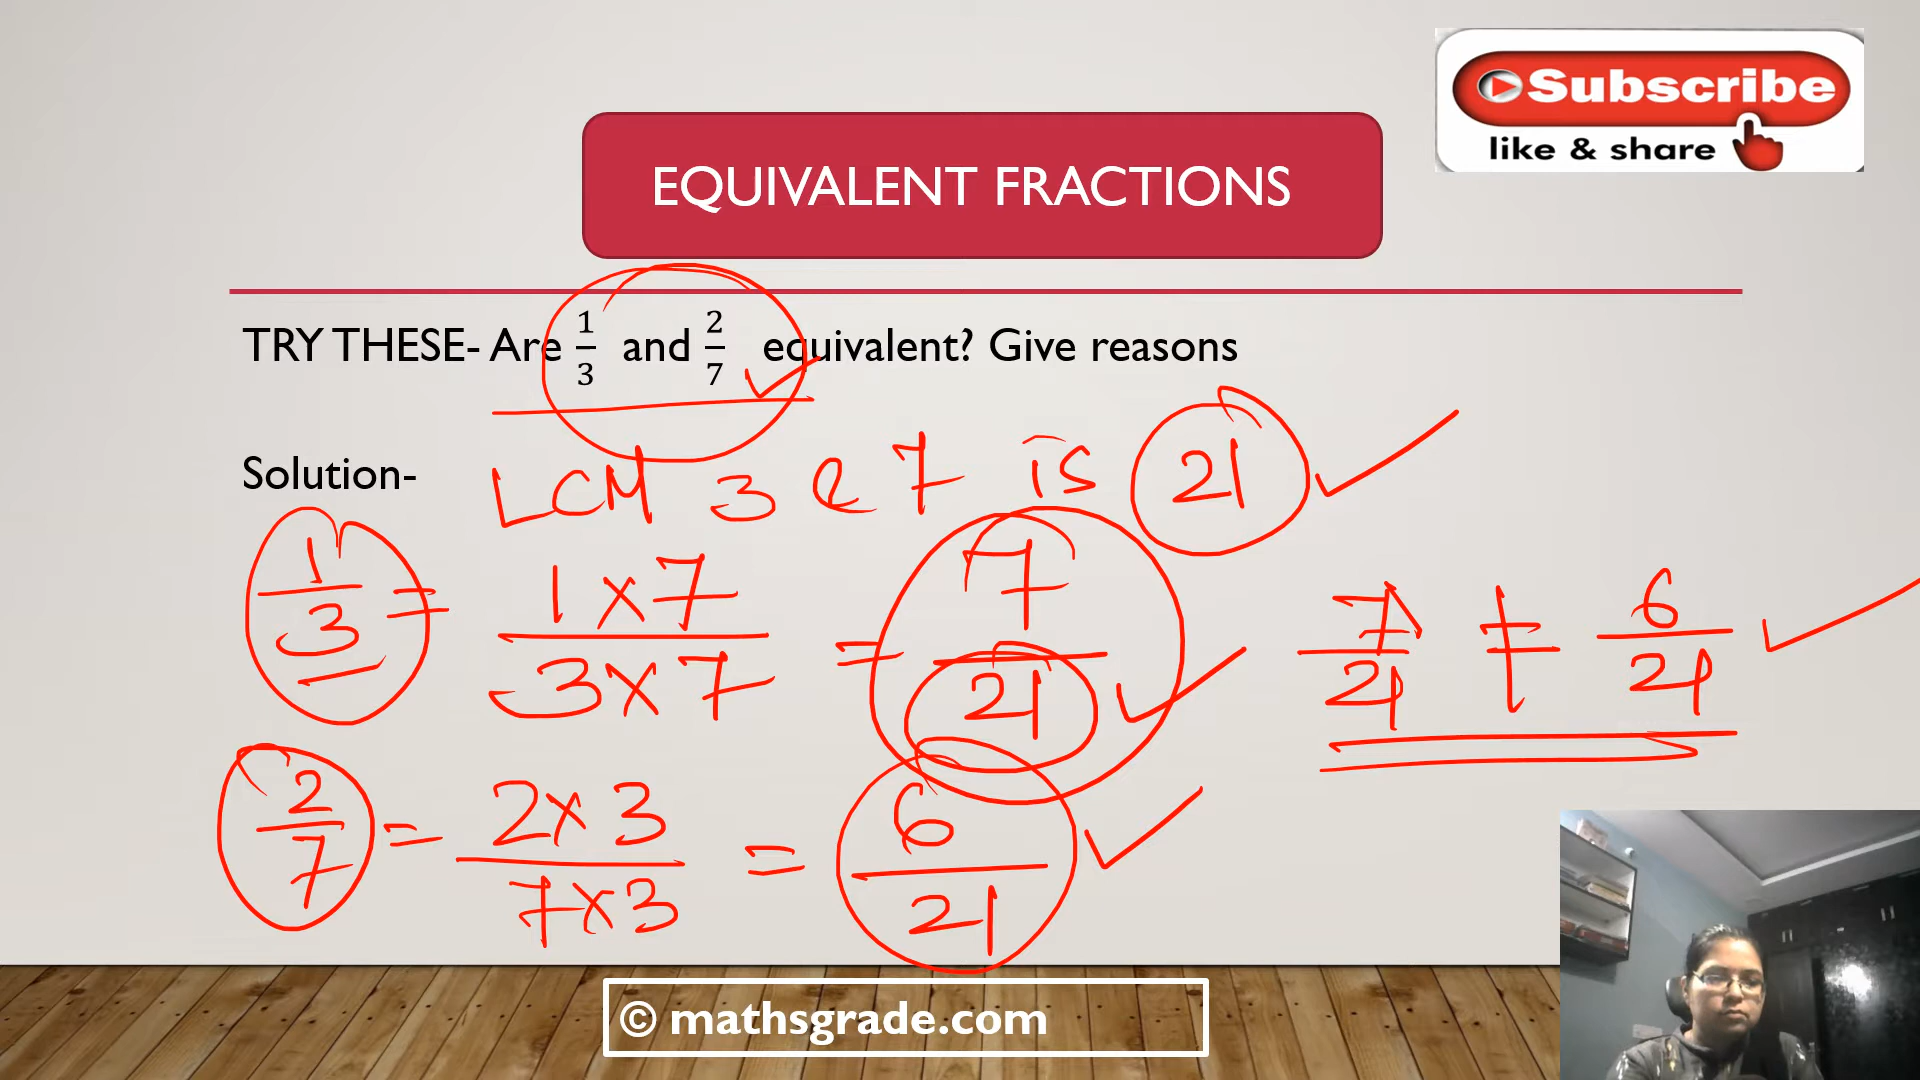 Subscribe
like & share
EQUIVALENT FRACTIONS
TRY THESE- Are 1/3 and 2/7 equivalent? Give reasons
Solution- LCM 3 & 7 is 21
1/3 = 1 × 7 / 3 × 7 = 7/21
7/21 ≠ 6/21
2/7 = 2 × 3 / 7 × 3 = 6/21
© mathsgrade.com